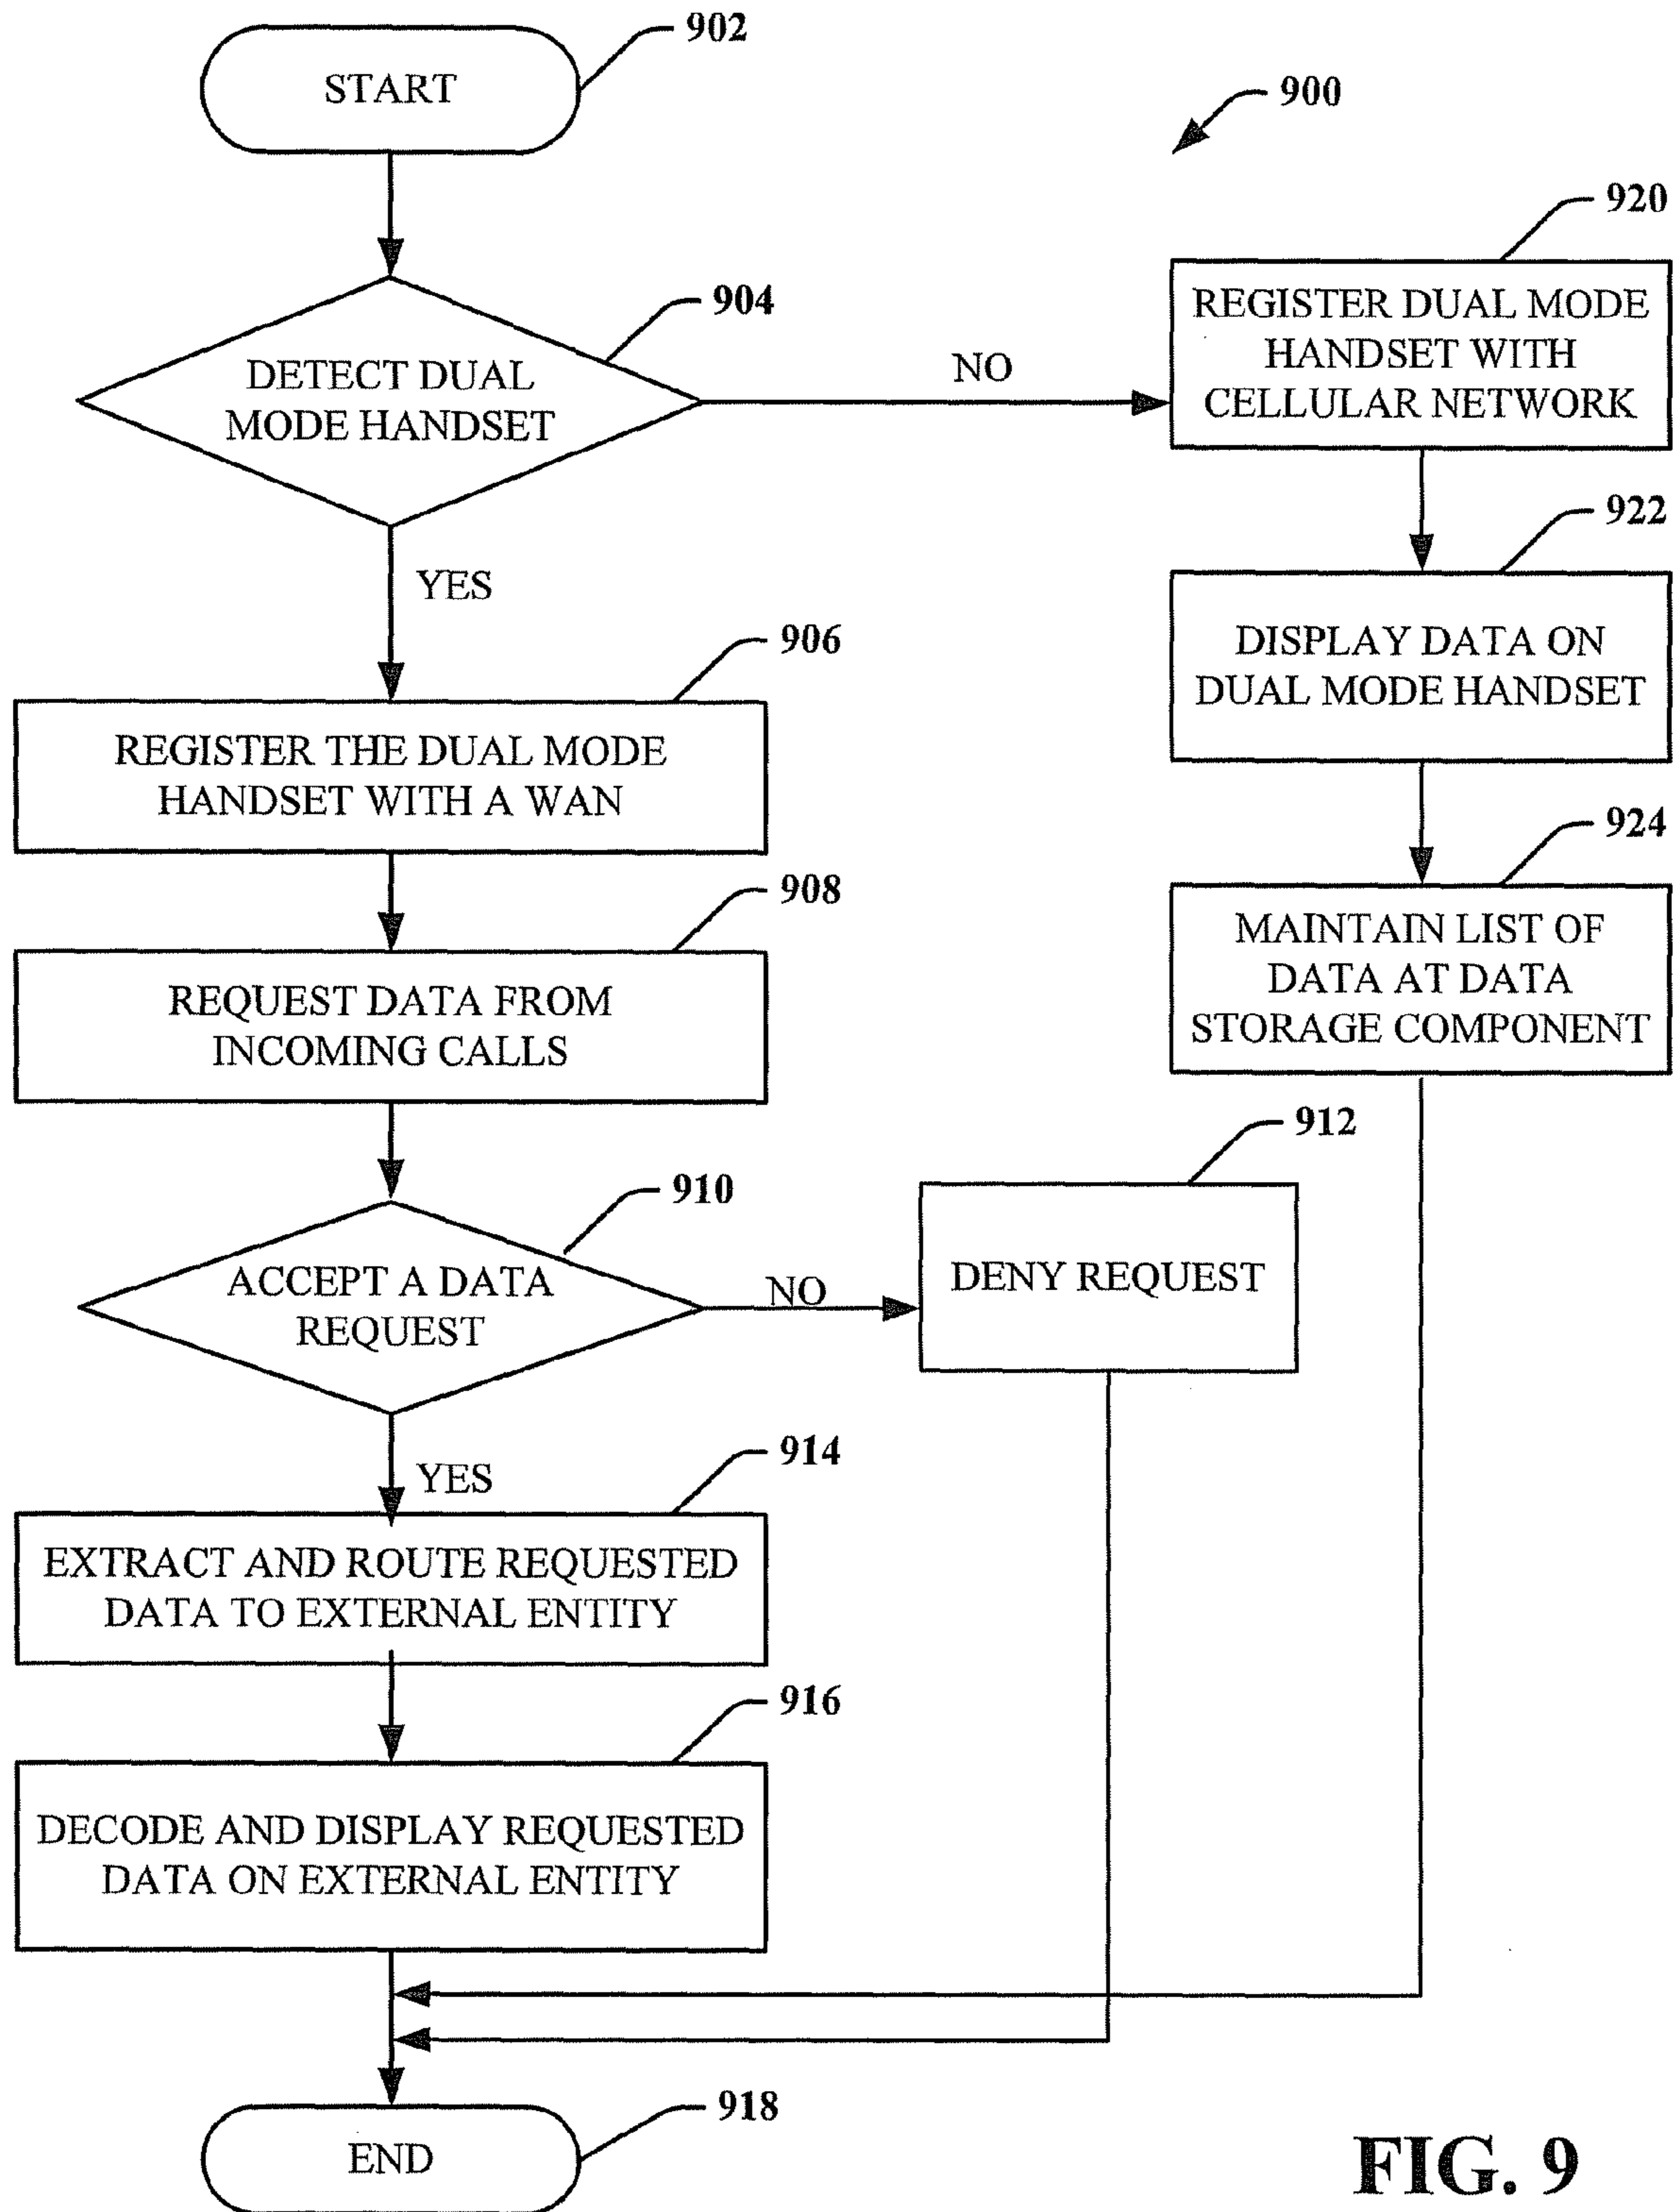 902
START
900
920
904
REGISTER DUAL MODE
HANDSET WITH
CELLULAR NETWORK
DETECT DUAL
MODE HANDSET
NO
922
YES
906
DISPLAY DATA ON
DUAL MODE HANDSET
REGISTER THE DUAL MODE
HANDSET WITH A WAN
924
908
MAINTAIN LIST OF
DATA AT DATA
STORAGE COMPONENT
REQUEST DATA FROM
INCOMING CALLS
912
910
ACCEPT A DATA
REQUEST
NO
DENY REQUEST
914
YES
EXTRACT AND ROUTE REQUESTED
DATA TO EXTERNAL ENTITY
916
DECODE AND DISPLAY REQUESTED
DATA ON EXTERNAL ENTITY
918
END
FIG. 9